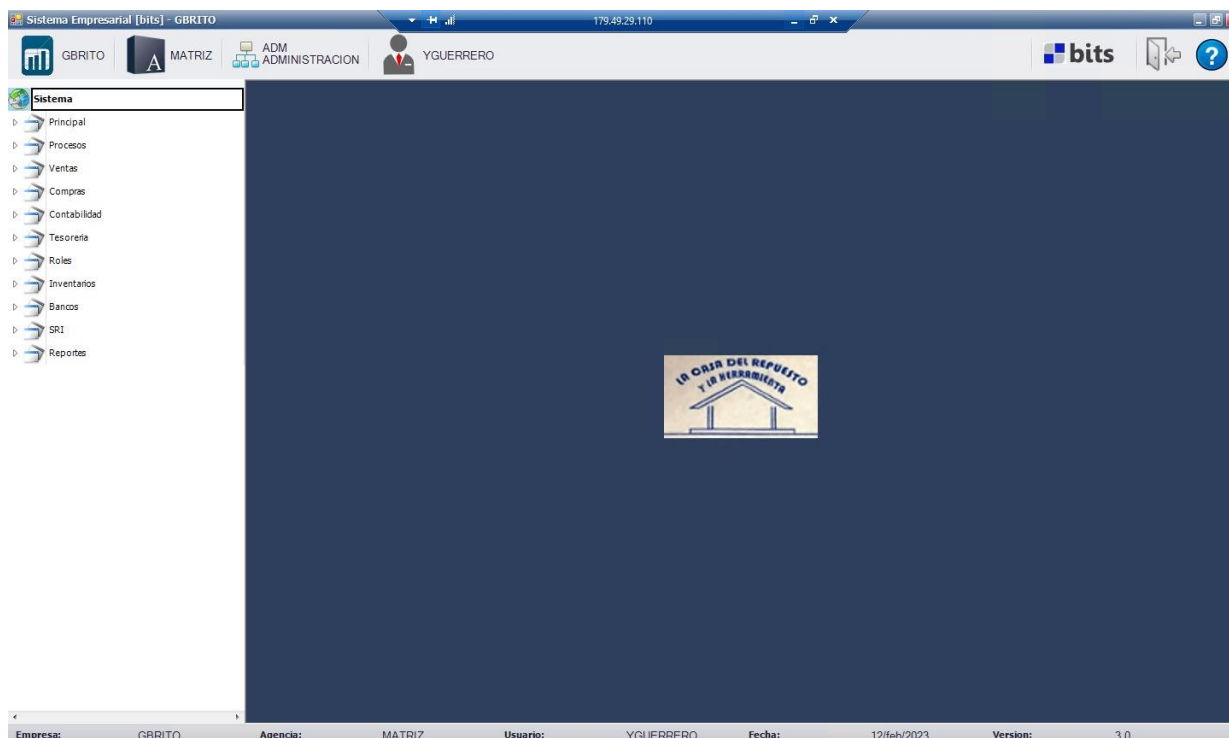 Sistema Empresarial [bits] - GBRITO
179.49.29.110
GBRITO
A
MATRIZ
ADM
ADMINISTRACION
YGUERRERO
bits
?
Sistema
Principal
Procesos
Ventas
Compras
Contabilidad
Tesoreria
Roles
Inventarios
Bancos
SRI
Reportes
LA CASA DEL REPUESTO
Y LA HERRAMIENTA
Empresa: GBRITO Agencia: MATRIZ Usuario: YGUERRERO Fecha: 12/feb/2023 Version: 3.0